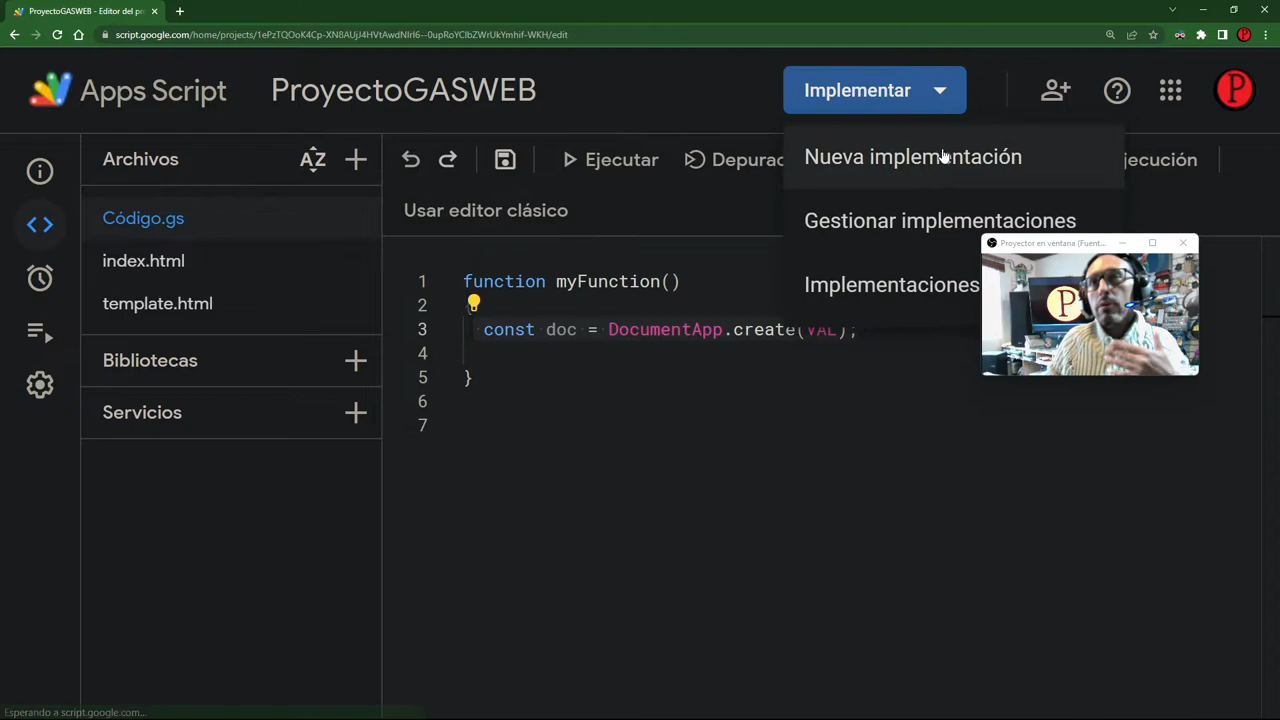 ProyectoGASWEB - Editor del pr
script.google.com/home/projects/1ePzTQOoK4Cp-XN8AUjJ4HVtAwdNIrl6--0upRoYCIbZWrUkYmhif-WKH/edit
Apps Script
ProyectoGASWEB
Implementar
Archivos
AZ
Ejecutar
Depurac
Nueva implementación
jecución
Código.gs
Usar editor clásico
Gestionar implementaciones
Proyector en ventana (Fuent...
index.html
1 function myFunction()
Implementaciones
template.html
2 {
3 const doc = DocumentApp.create(VAL);
4
Bibliotecas
5 }
6
Servicios
7
Esperando a script.google.com...